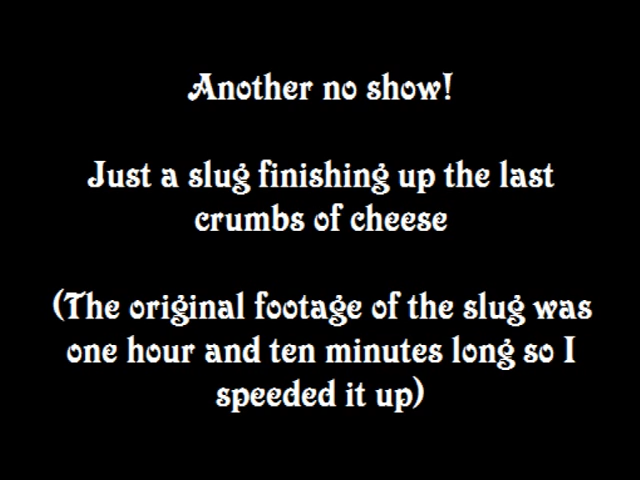 Another no show!
Just a slug finishing up the last
crumbs of cheese
(The original footage of the slug was
one hour and ten minutes long so I
speeded it up)